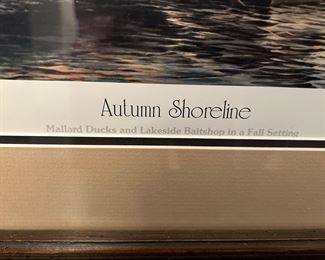 Autumn Shoreline
Mallard Ducks and Lakeside Baitshop in a Fall Setting